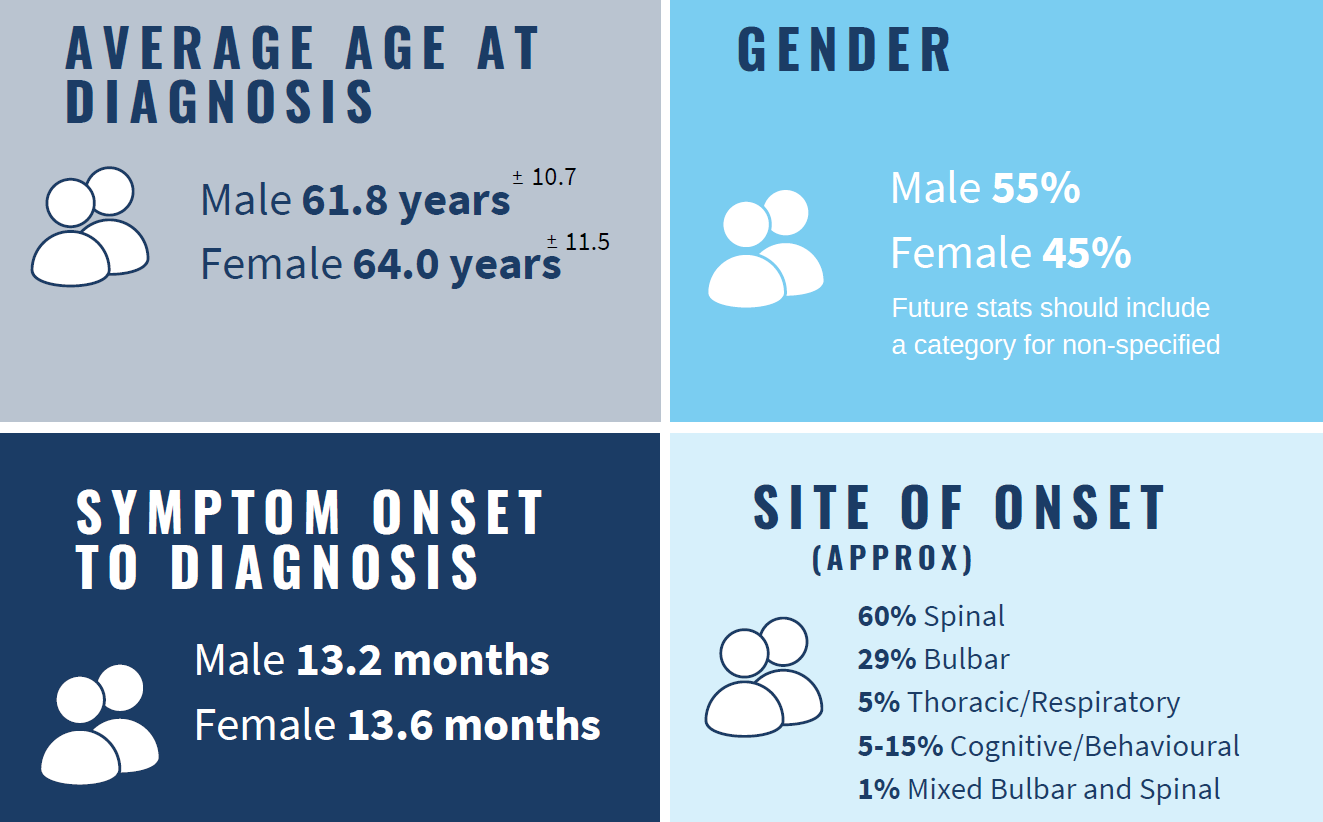 AVERAGE AGE AT
DIAGNOSIS
Male 61.8 years ± 10.7
Female 64.0 years ± 11.5
GENDER
Male 55%
Female 45%
Future stats should include
a category for non-specified
SYMPTOM ONSET
TO DIAGNOSIS
Male 13.2 months
Female 13.6 months
SITE OF ONSET
(APPROX)
60% Spinal
29% Bulbar
5% Thoracic/Respiratory
5-15% Cognitive/Behavioural
1% Mixed Bulbar and Spinal